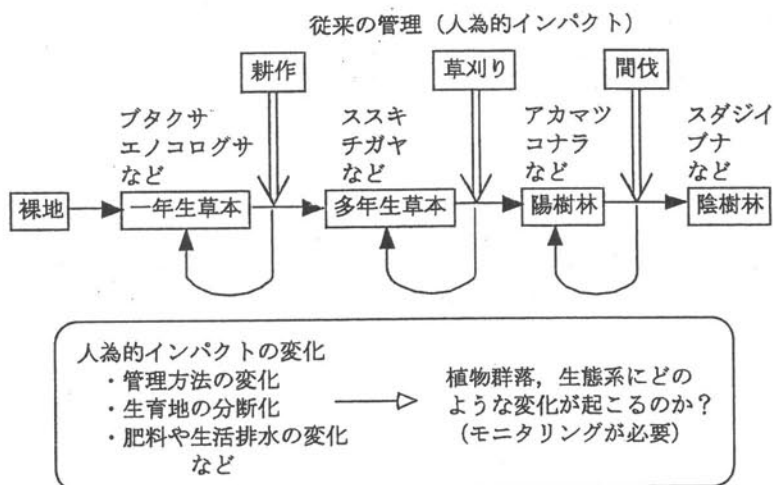 従来の管理（人為的インパクト）
耕作
草刈り
間伐
ブタクサ
エノコログサ
など
ススキ
チガヤ
など
アカマツ
コナラ
など
スダジイ
ブナ
など
裸地
一年生草本
多年生草本
陽樹林
陰樹林
人為的インパクトの変化
・管理方法の変化
・生育地の分断化
・肥料や生活排水の変化
など
植物群落，生態系にどの
ような変化が起こるのか？
（モニタリングが必要）